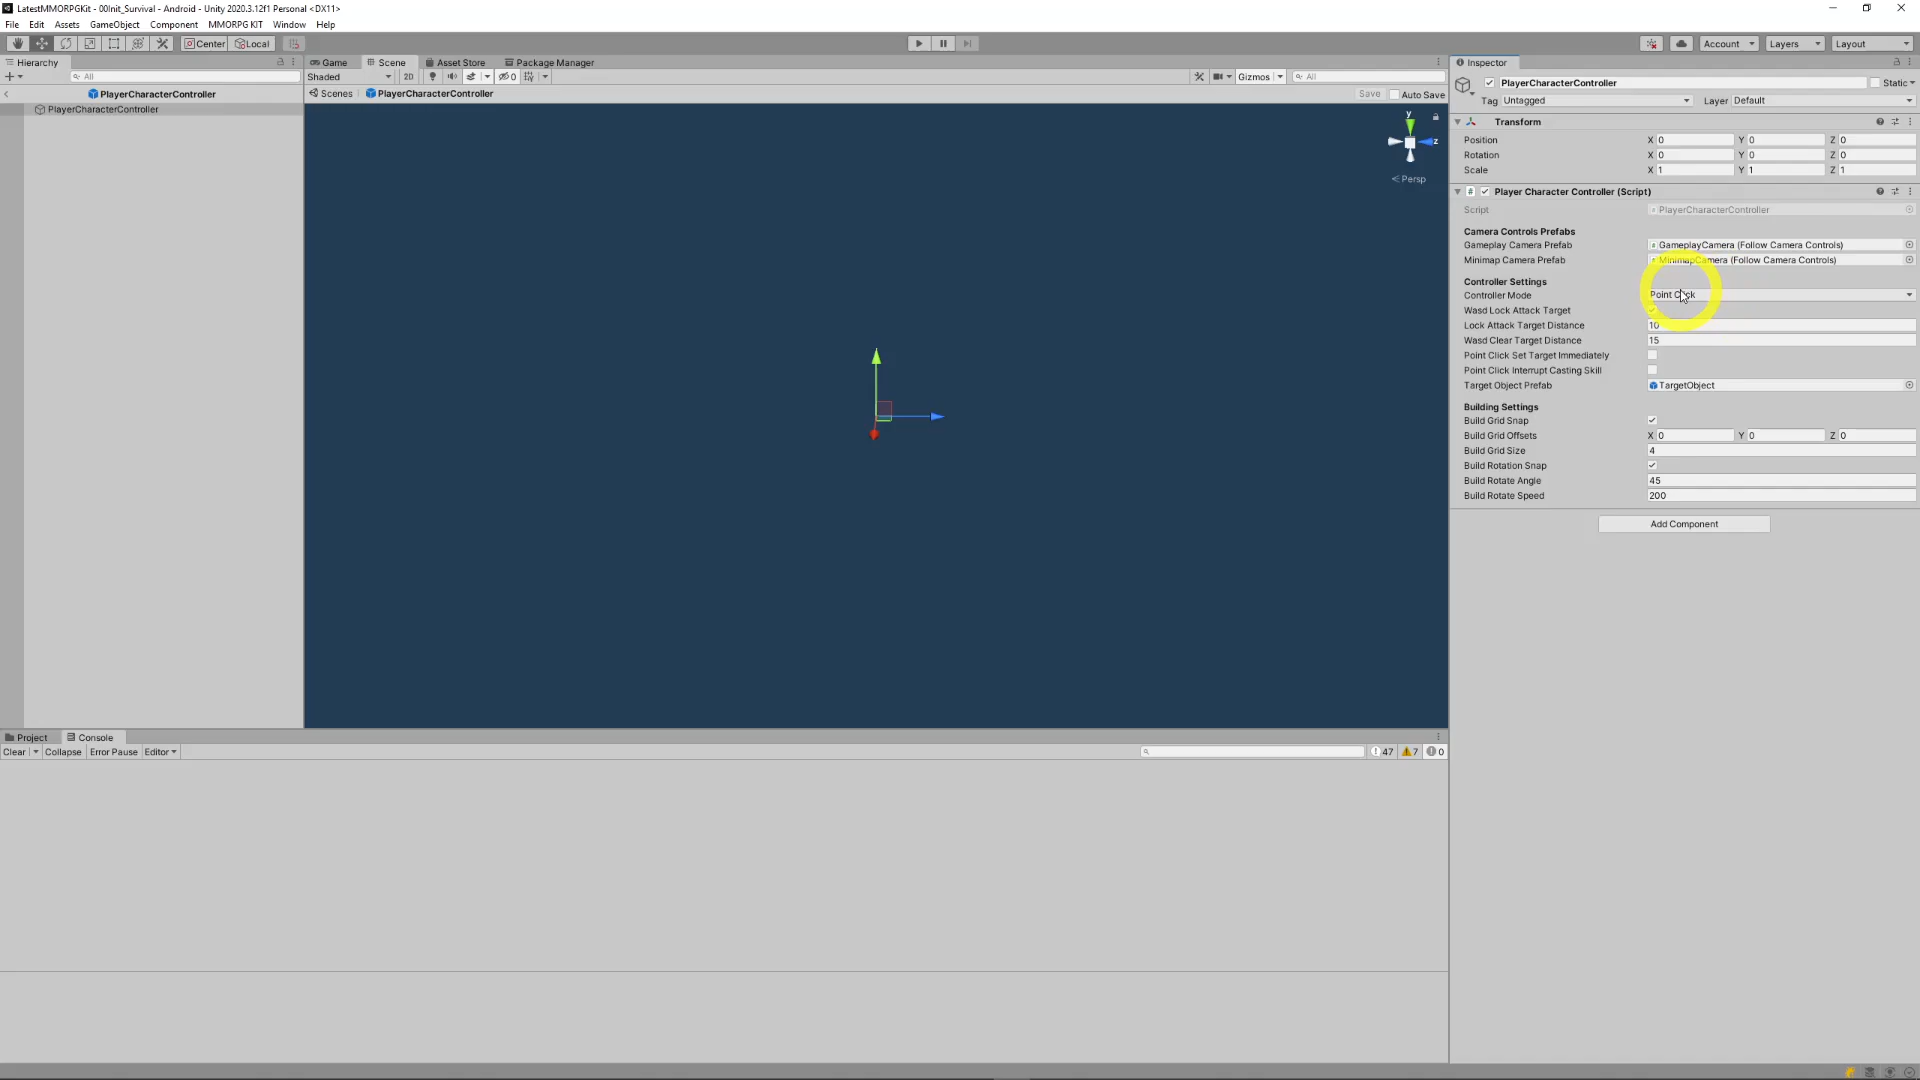 LatestMMORPGKit - 00Init_Survival - Android - Unity 2020.3.12f1 Personal <DX11>
File Edit Assets GameObject Component MMORPG KIT Window Help
Center Local
Account Layers Layout
Hierarchy
All
PlayerCharacterController
PlayerCharacterController
Game Scene Asset Store Package Manager
Shaded 2D 0 Gizmos All
Scenes PlayerCharacterController Save Auto Save
y
z
< Persp
Inspector
PlayerCharacterController Static
Tag Untagged Layer Default
Transform
Position X 0 Y 0 Z 0
Rotation X 0 Y 0 Z 0
Scale X 1 Y 1 Z 1
# Player Character Controller (Script)
Script PlayerCharacterController
Camera Controls Prefabs
Gameplay Camera Prefab GameplayCamera (Follow Camera Controls)
Minimap Camera Prefab MinimapCamera (Follow Camera Controls)
Controller Settings
Controller Mode Point Click
Wasd Lock Attack Target
Lock Attack Target Distance 10
Wasd Clear Target Distance 15
Point Click Set Target Immediately
Point Click Interrupt Casting Skill
Target Object Prefab TargetObject
Building Settings
Build Grid Snap
Build Grid Offsets X 0 Y 0 Z 0
Build Grid Size 4
Build Rotation Snap
Build Rotate Angle 45
Build Rotate Speed 200
Add Component
Project Console
Clear Collapse Error Pause Editor 47 7 0